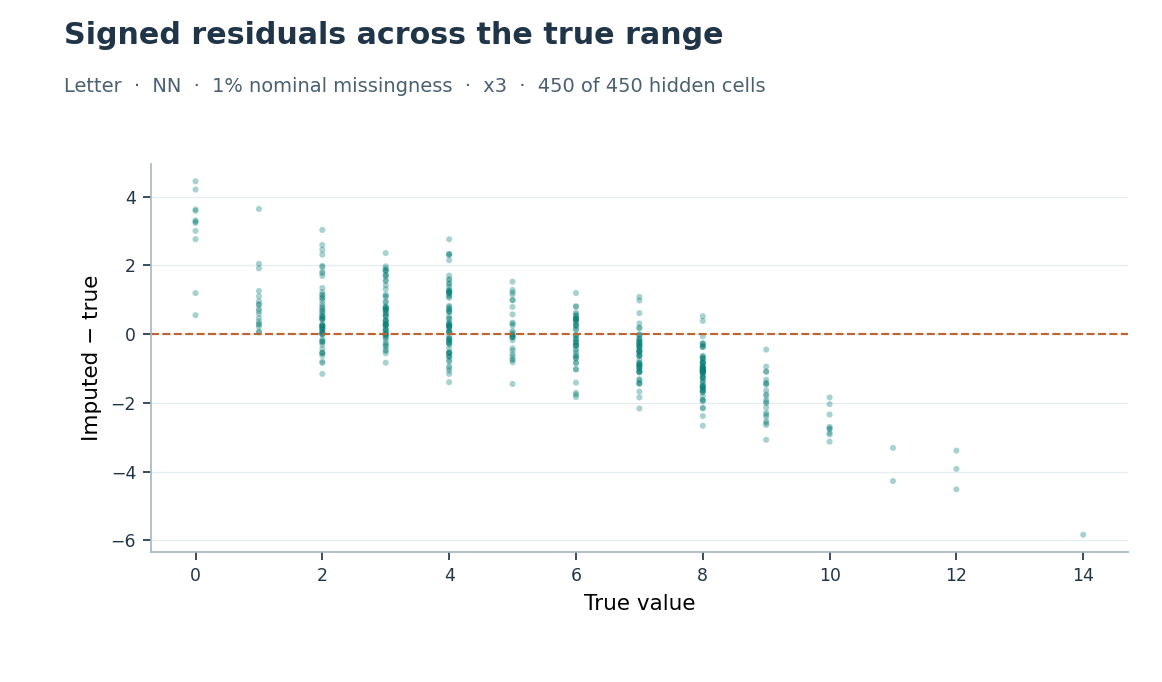 Signed residuals across the true range
Letter · NN · 1% nominal missingness · x3 · 450 of 450 hidden cells
Imputed − true
4
2
0
−2
−4
−6
0 2 4 6 8 10 12 14
True value